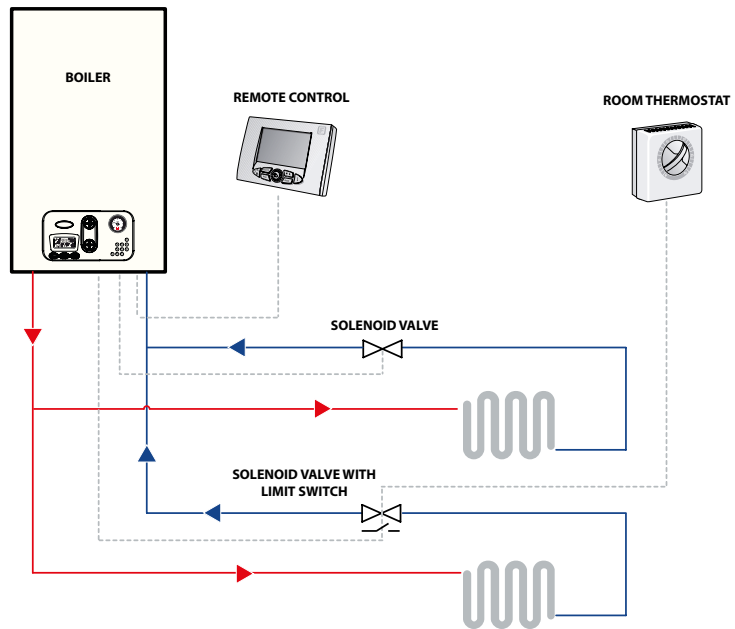 BOILER
REMOTE CONTROL
ROOM THERMOSTAT
SOLENOID VALVE
SOLENOID VALVE WITH
LIMIT SWITCH